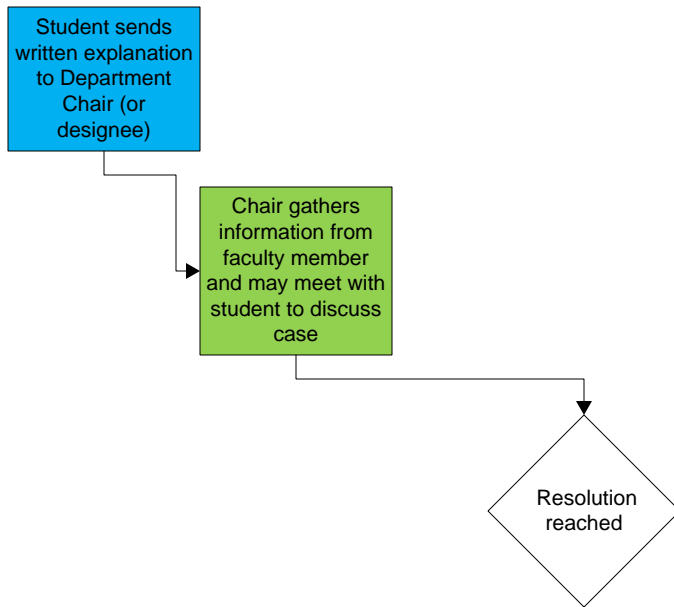 Student sends
written explanation
to Department
Chair (or
designee)
Chair gathers
information from
faculty member
and may meet with
student to discuss
case
Resolution
reached